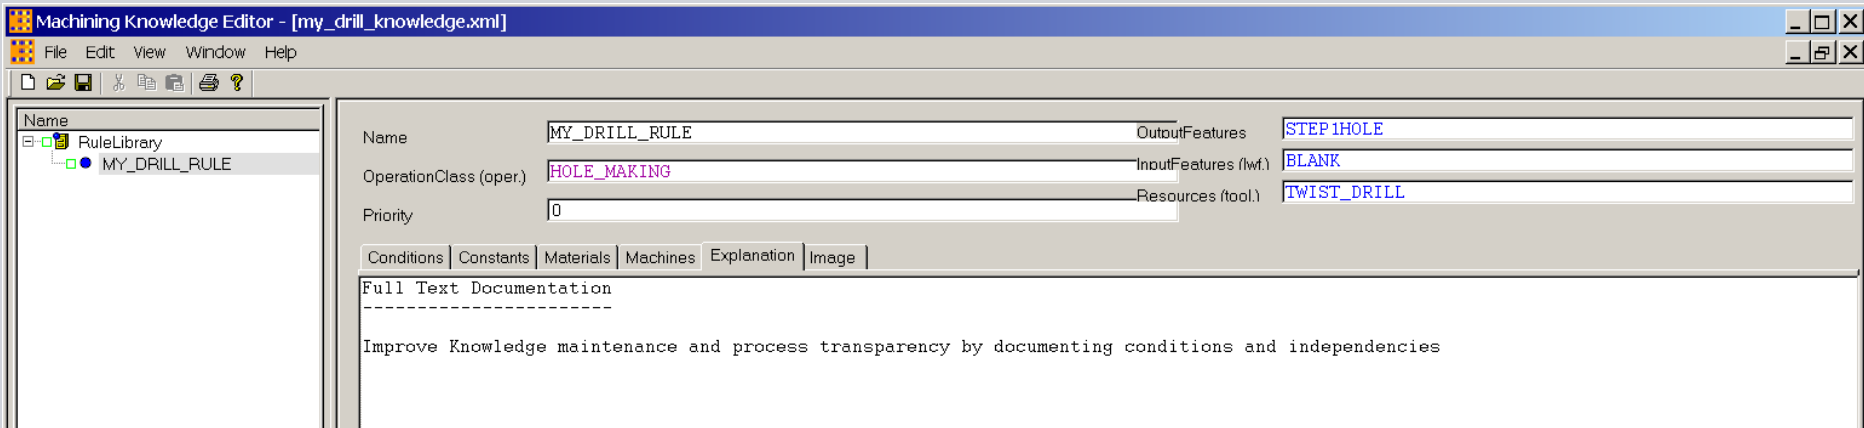 Machining Knowledge Editor - [my_drill_knowledge.xml]
File Edit View Window Help
Name
RuleLibrary
MY_DRILL_RULE
Name MY_DRILL_RULE
OperationClass (oper.) HOLE_MAKING
Priority 0
OutputFeatures STEP1HOLE
InputFeatures (lwf.) BLANK
Resources (tool.) TWIST_DRILL
Conditions Constants Materials Machines Explanation Image
Full Text Documentation
-----------------------
Improve Knowledge maintenance and process transparency by documenting conditions and independencies